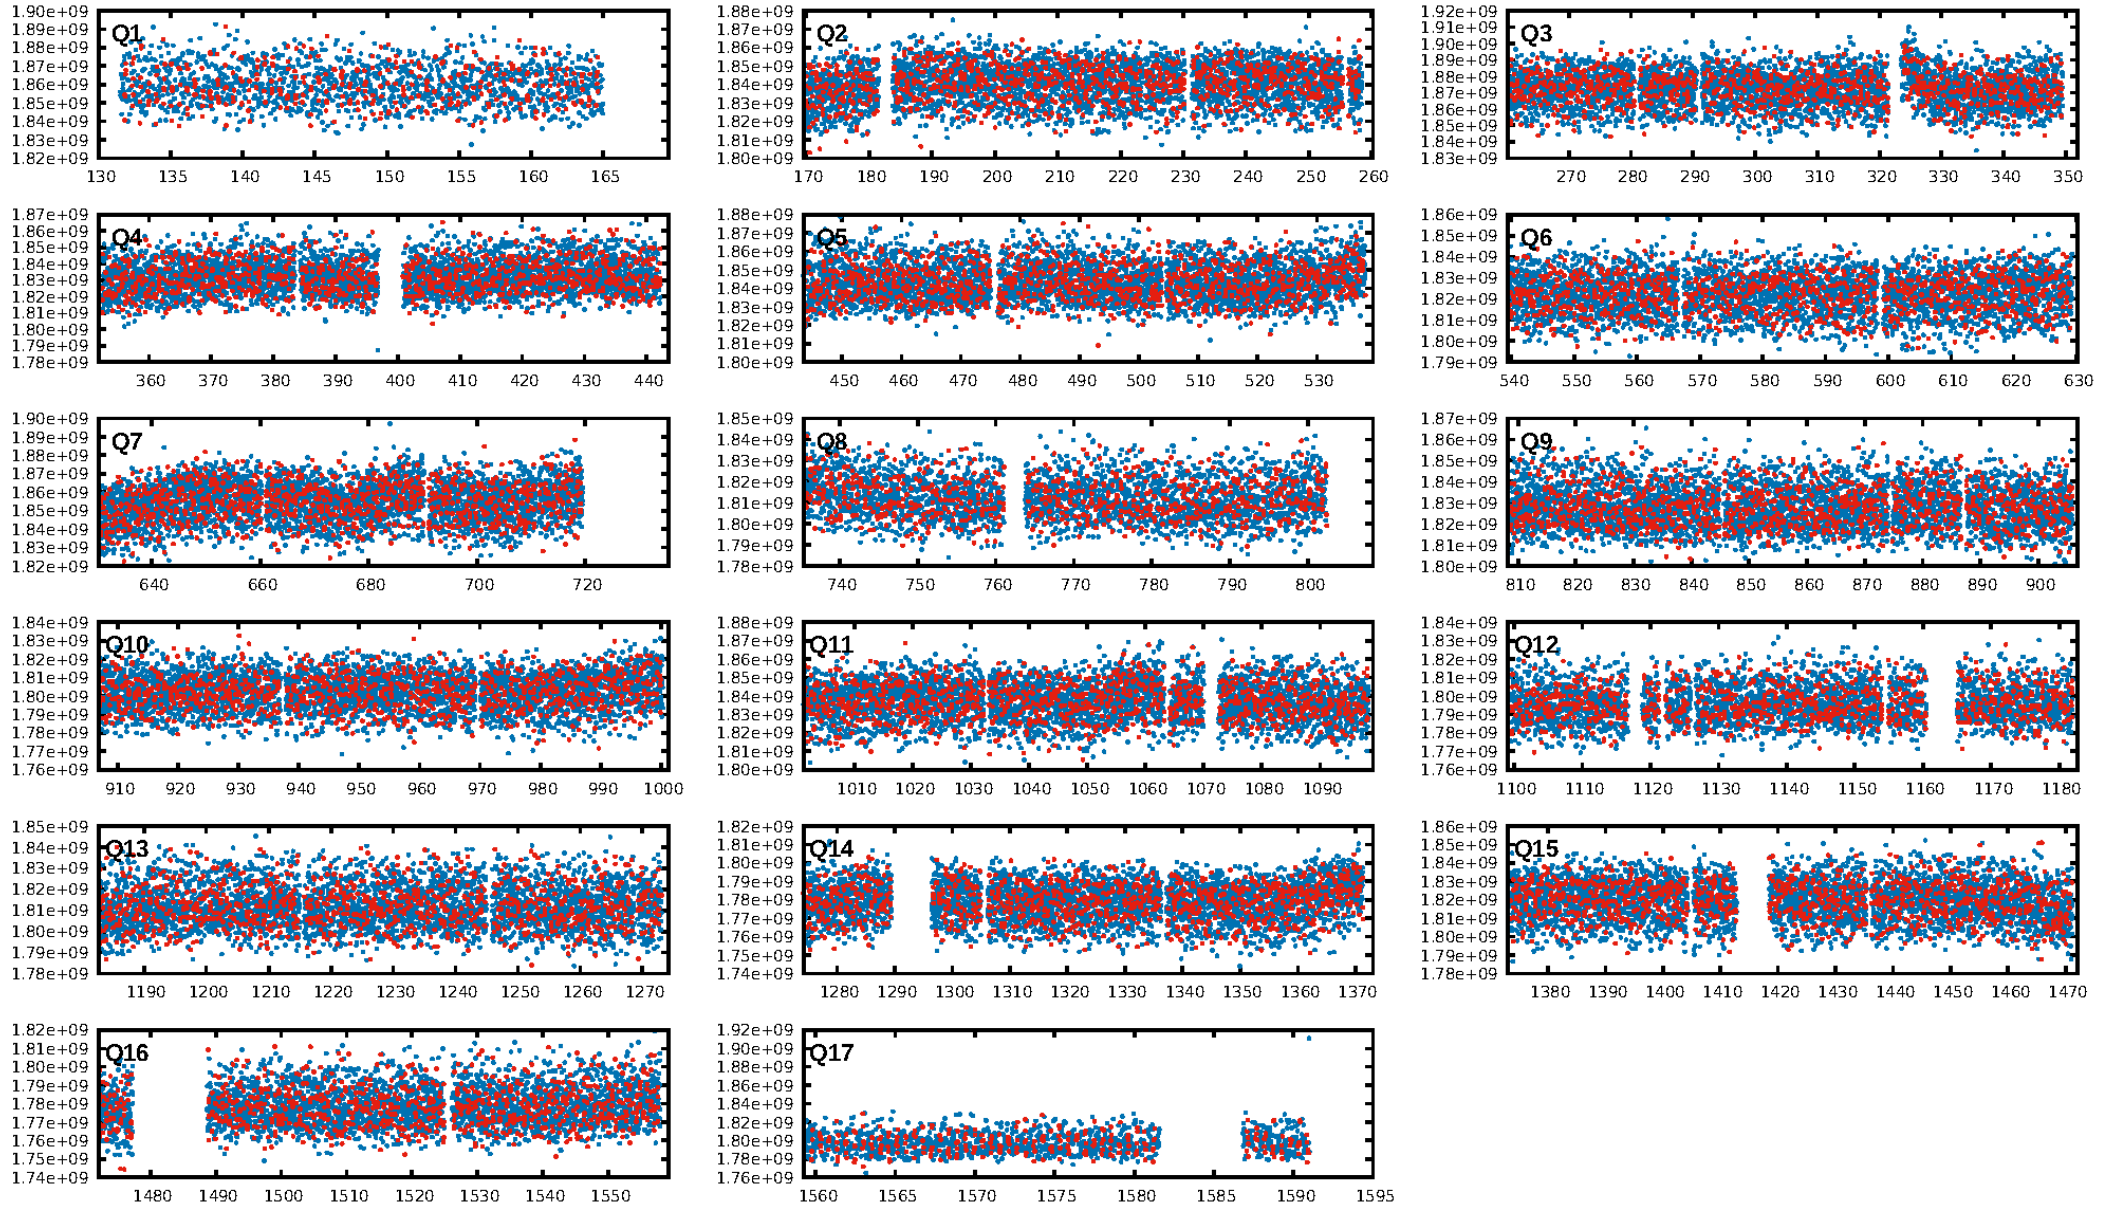 1.90e+09
1.89e+09
1.88e+09
1.87e+09
1.86e+09
1.85e+09
1.84e+09
1.83e+09
1.82e+09
Q1
130 135 140 145 150 155 160 165
1.88e+09
1.87e+09
1.86e+09
1.85e+09
1.84e+09
1.83e+09
1.82e+09
1.81e+09
1.80e+09
Q2
170 180 190 200 210 220 230 240 250 260
1.92e+09
1.91e+09
1.90e+09
1.89e+09
1.88e+09
1.87e+09
1.86e+09
1.85e+09
1.84e+09
1.83e+09
Q3
270 280 290 300 310 320 330 340 350
1.87e+09
1.86e+09
1.85e+09
1.84e+09
1.83e+09
1.82e+09
1.81e+09
1.80e+09
1.79e+09
1.78e+09
Q4
360 370 380 390 400 410 420 430 440
1.88e+09
1.87e+09
1.86e+09
1.85e+09
1.84e+09
1.83e+09
1.82e+09
1.81e+09
1.80e+09
Q5
450 460 470 480 490 500 510 520 530
1.86e+09
1.85e+09
1.84e+09
1.83e+09
1.82e+09
1.81e+09
1.80e+09
1.79e+09
Q6
540 550 560 570 580 590 600 610 620 630
1.90e+09
1.89e+09
1.88e+09
1.87e+09
1.86e+09
1.85e+09
1.84e+09
1.83e+09
1.82e+09
Q7
640 660 680 700 720
1.85e+09
1.84e+09
1.83e+09
1.82e+09
1.81e+09
1.80e+09
1.79e+09
1.78e+09
Q8
740 750 760 770 780 790 800
1.87e+09
1.86e+09
1.85e+09
1.84e+09
1.83e+09
1.82e+09
1.81e+09
1.80e+09
Q9
810 820 830 840 850 860 870 880 890 900
1.84e+09
1.83e+09
1.82e+09
1.81e+09
1.80e+09
1.79e+09
1.78e+09
1.77e+09
1.76e+09
Q10
910 920 930 940 950 960 970 980 990 1000
1.88e+09
1.87e+09
1.86e+09
1.85e+09
1.84e+09
1.83e+09
1.82e+09
1.81e+09
1.80e+09
Q11
1010 1020 1030 1040 1050 1060 1070 1080 1090
1.84e+09
1.83e+09
1.82e+09
1.81e+09
1.80e+09
1.79e+09
1.78e+09
1.77e+09
1.76e+09
Q12
1100 1110 1120 1130 1140 1150 1160 1170 1180
1.85e+09
1.84e+09
1.83e+09
1.82e+09
1.81e+09
1.80e+09
1.79e+09
1.78e+09
Q13
1190 1200 1210 1220 1230 1240 1250 1260 1270
1.82e+09
1.81e+09
1.80e+09
1.79e+09
1.78e+09
1.77e+09
1.76e+09
1.75e+09
1.74e+09
Q14
1280 1290 1300 1310 1320 1330 1340 1350 1360 1370
1.86e+09
1.85e+09
1.84e+09
1.83e+09
1.82e+09
1.81e+09
1.80e+09
1.79e+09
1.78e+09
Q15
1380 1390 1400 1410 1420 1430 1440 1450 1460 1470
1.82e+09
1.81e+09
1.80e+09
1.79e+09
1.78e+09
1.77e+09
1.76e+09
1.75e+09
1.74e+09
Q16
1480 1490 1500 1510 1520 1530 1540 1550
1.92e+09
1.90e+09
1.88e+09
1.86e+09
1.84e+09
1.82e+09
1.80e+09
1.78e+09
1.76e+09
Q17
1560 1565 1570 1575 1580 1585 1590 1595